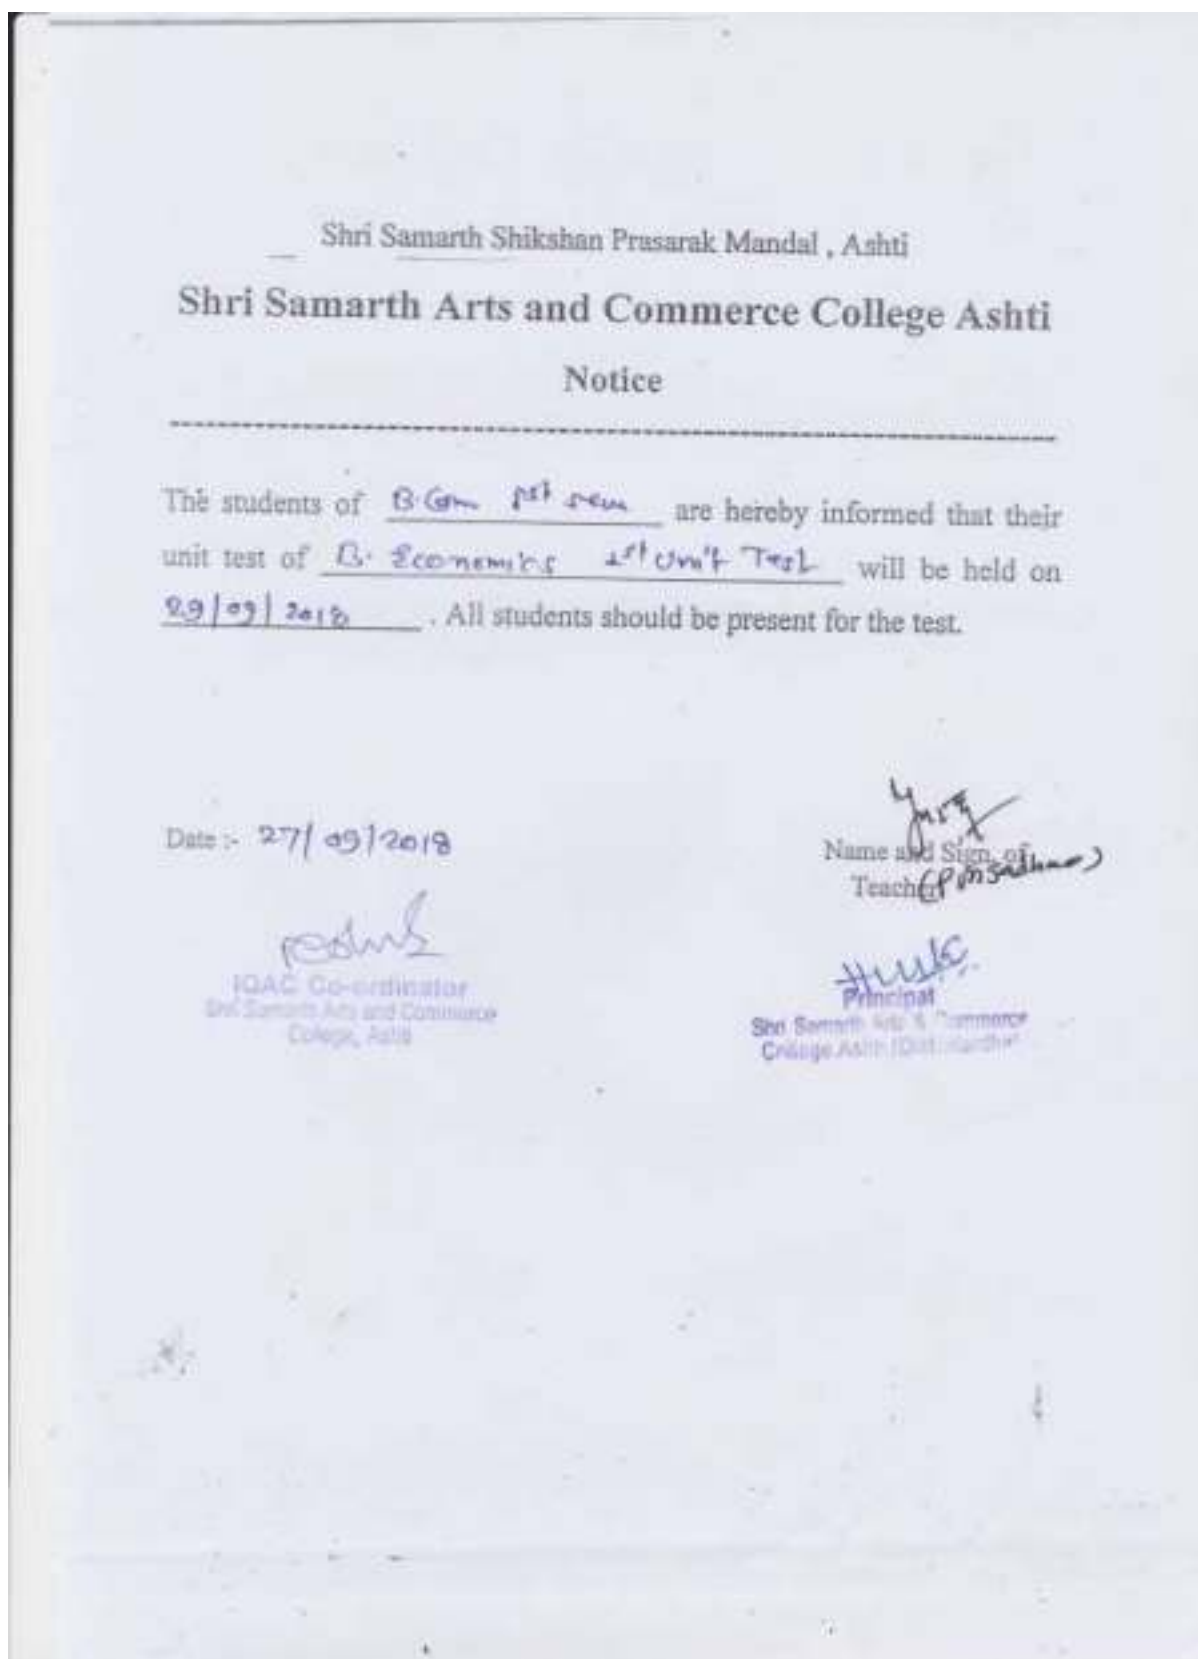 Shri Samarth Shikshan Prasarak Mandal , Ashti
Shri Samarth Arts and Commerce College Ashti
Notice
The students of B.Com 1st sem are hereby informed that their
unit test of B. Economics 1st Unit Test will be held on
29/09/2018 . All students should be present for the test.
Date :- 27/09/2018
Name and Sign. of
Teacher
IQAC Co-ordinator
Shri Samarth Arts and Commerce
College, Ashti
Principal
Shri Samarth Arts & Commerce
College Ashti (Dist.